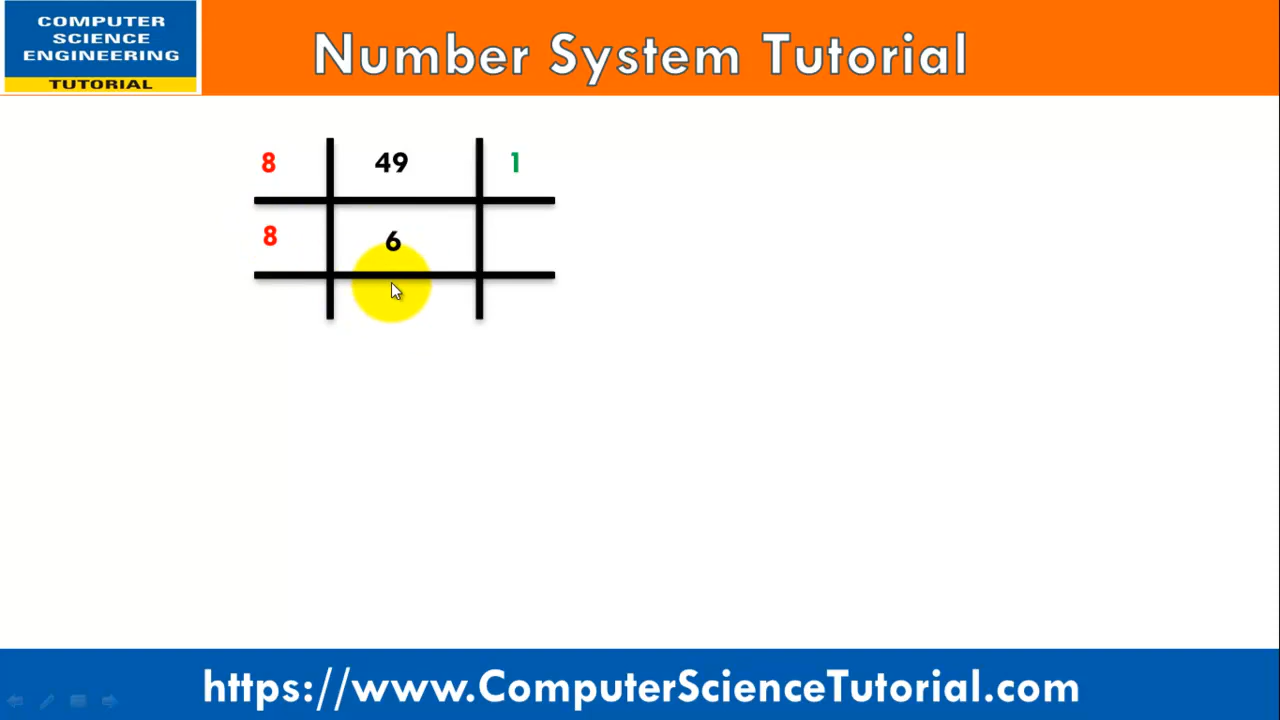 COMPUTER
SCIENCE
ENGINEERING
TUTORIAL
Number System Tutorial
8 49 1
8 6
https://www.ComputerScienceTutorial.com